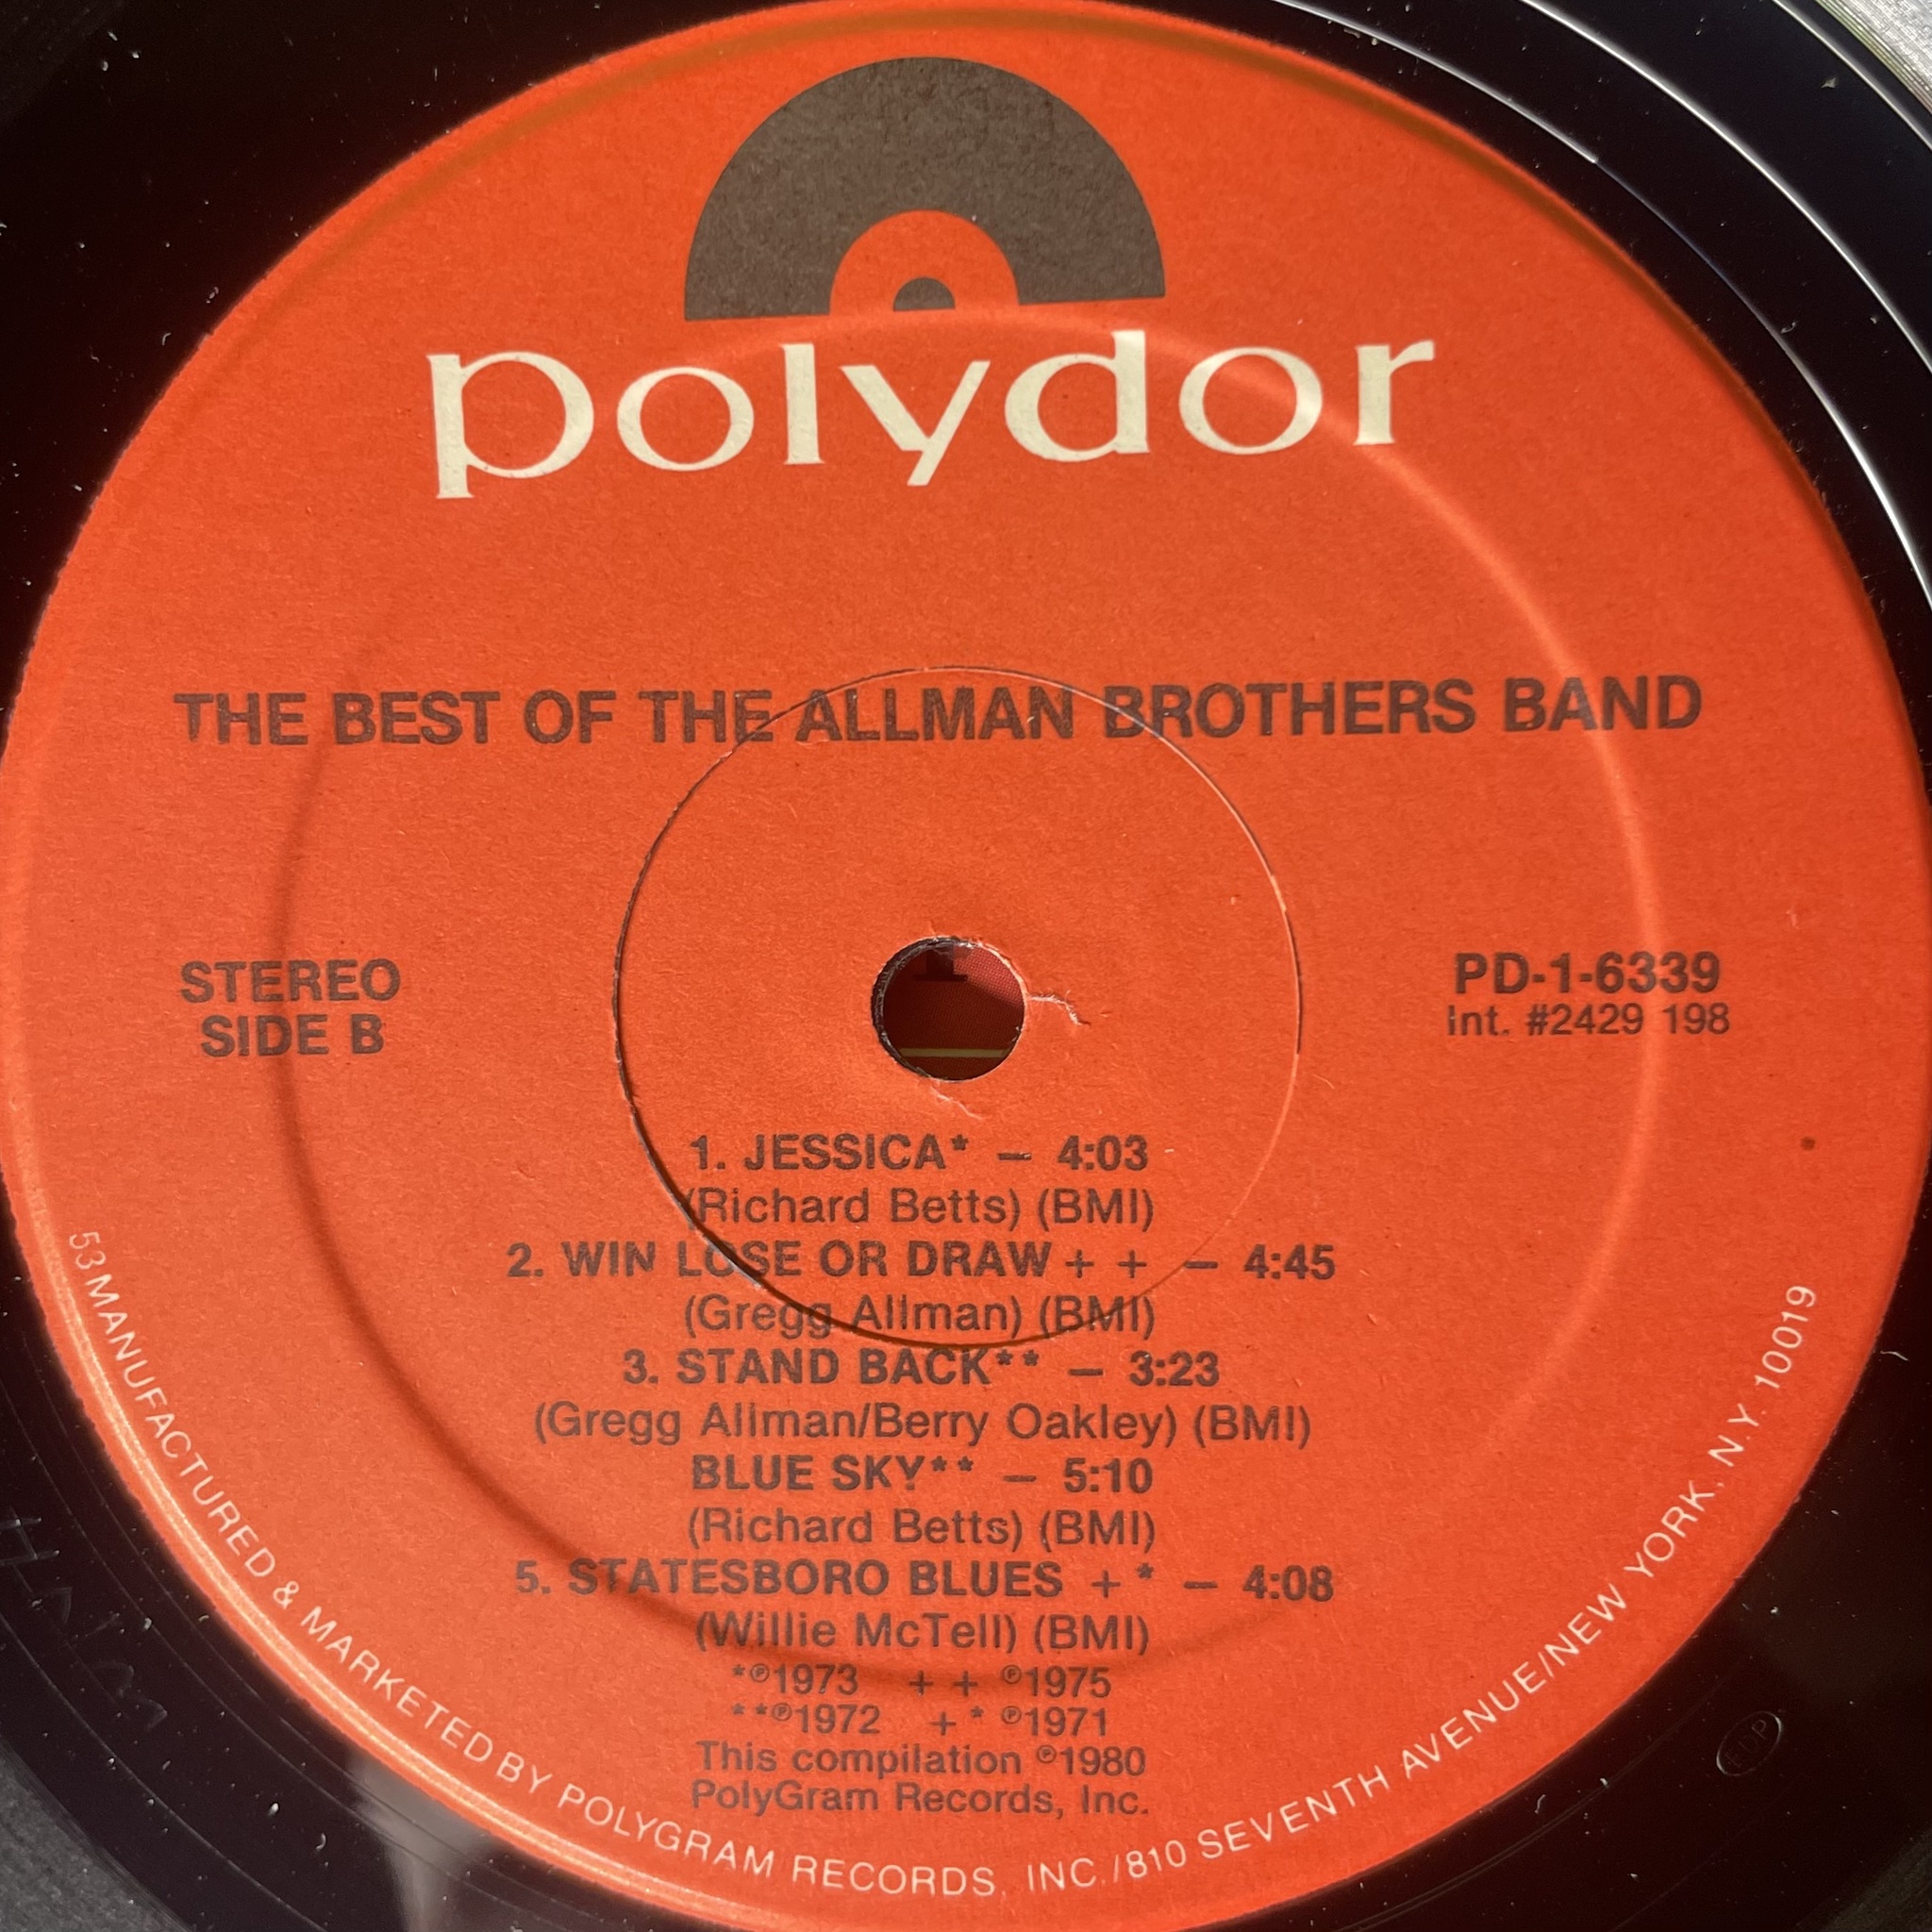 polydor
THE BEST OF THE ALLMAN BROTHERS BAND
STEREO
SIDE B
PD-1-6339
Int. #2429 198
1. JESSICA* — 4:03
(Richard Betts) (BMI)
2. WIN LOSE OR DRAW + + — 4:45
(Gregg Allman) (BMI)
3. STAND BACK** — 3:23
(Gregg Allman/Berry Oakley) (BMI)
BLUE SKY** — 5:10
(Richard Betts) (BMI)
5. STATESBORO BLUES + * — 4:08
(Willie McTell) (BMI)
*℗1973 + + ℗1975
**℗1972 + * ℗1971
This compilation ℗1980
PolyGram Records, Inc.
53 MANUFACTURED & MARKETED BY POLYGRAM RECORDS, INC./810 SEVENTH AVENUE/NEW YORK, N.Y. 10019